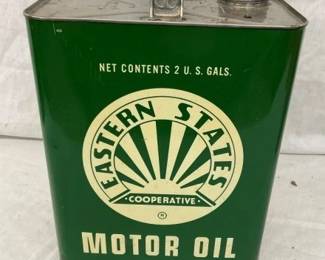 NET CONTENTS 2 U. S. GALS.
EASTERN STATES
· COOPERATIVE ·
®
MOTOR OIL